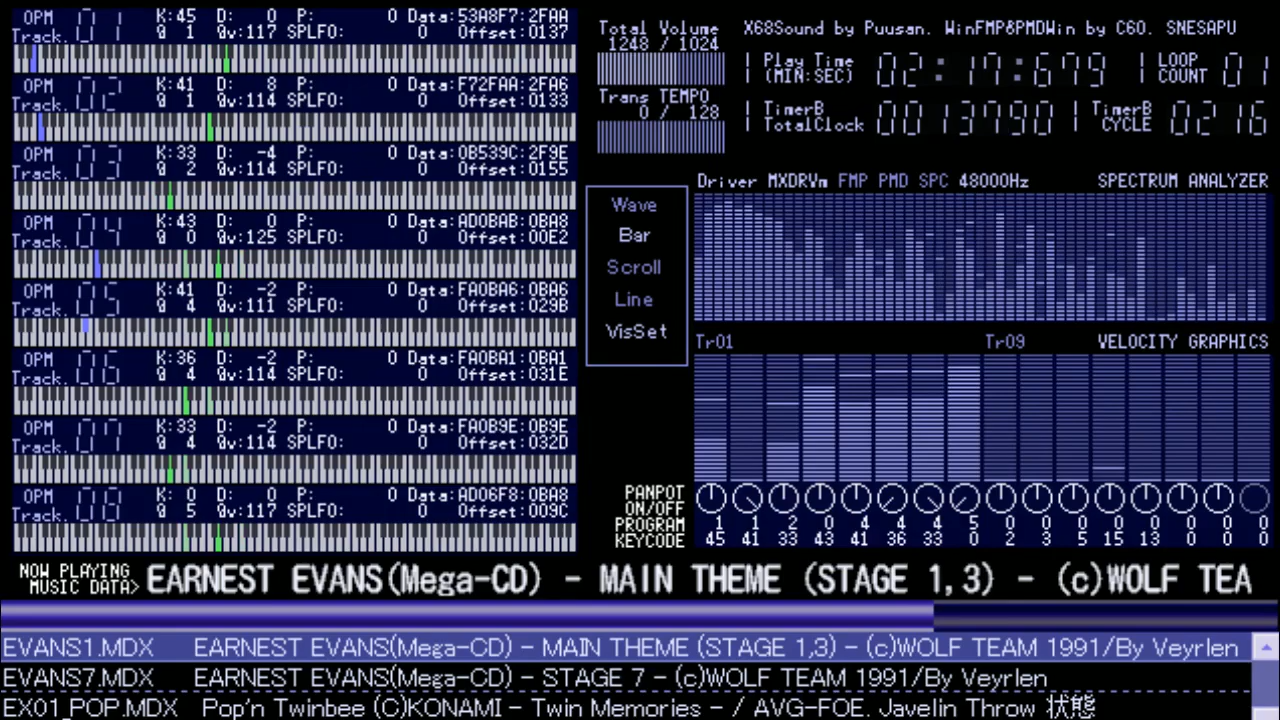 OPM Track. 01 K:45 D: 0 P: 0 Data:53A8F7:2FAA
@ 1 @v:117 SPLFO: 0 Offset:0137
OPM Track. 02 K:41 D: 8 P: 0 Data:F72FAA:2FA6
@ 1 @v:114 SPLFO: 0 Offset:0133
OPM Track. 03 K:33 D: -4 P: 0 Data:0B539C:2F9E
@ 2 @v:114 SPLFO: 0 Offset:0155
OPM Track. 04 K:43 D: 0 P: 0 Data:AD0BAB:0BA8
@ 0 @v:125 SPLFO: 0 Offset:00E2
OPM Track. 05 K:41 D: -2 P: 0 Data:FA0BA6:0BA6
@ 4 @v:111 SPLFO: 0 Offset:029B
OPM Track. 06 K:36 D: -2 P: 0 Data:FA0BA1:0BA1
@ 4 @v:114 SPLFO: 0 Offset:031E
OPM Track. 07 K:33 D: -2 P: 0 Data:FA0B9E:0B9E
@ 4 @v:114 SPLFO: 0 Offset:032D
OPM Track. 08 K: 0 D: 0 P: 0 Data:AD06F8:0BA8
@ 5 @v:117 SPLFO: 0 Offset:009C
Total Volume
1248 / 1024
Trans TEMPO
0 / 128
X68Sound by Puusan. WinFMP&PMDWin by C60. SNESAPU
Play Time (MIN:SEC) 02:17:679 LOOP COUNT 01
TimerB TotalClock 0013790 TimerB CYCLE 0216
Wave
Bar
Scroll
Line
VisSet
Driver MXDRVm FMP PMD SPC 48000Hz SPECTRUM ANALYZER
Tr01 Tr09 VELOCITY GRAPHICS
PANPOT
ON/OFF
PROGRAM 1 1 2 0 4 4 4 5 0 0 0 0 0 0 0 0
KEYCODE 45 41 33 43 41 36 33 0 2 3 5 15 13 0 0 0
NOW PLAYING MUSIC DATA> EARNEST EVANS(Mega-CD) - MAIN THEME (STAGE 1,3) - (c)WOLF TEA
EVANS1.MDX EARNEST EVANS(Mega-CD) - MAIN THEME (STAGE 1,3) - (c)WOLF TEAM 1991/By Veyrlen
EVANS7.MDX EARNEST EVANS(Mega-CD) - STAGE 7 - (c)WOLF TEAM 1991/By Veyrlen
EX01_POP.MDX Pop'n Twinbee (C)KONAMI - Twin Memories - / AVG-FOE. Javelin Throw 状態